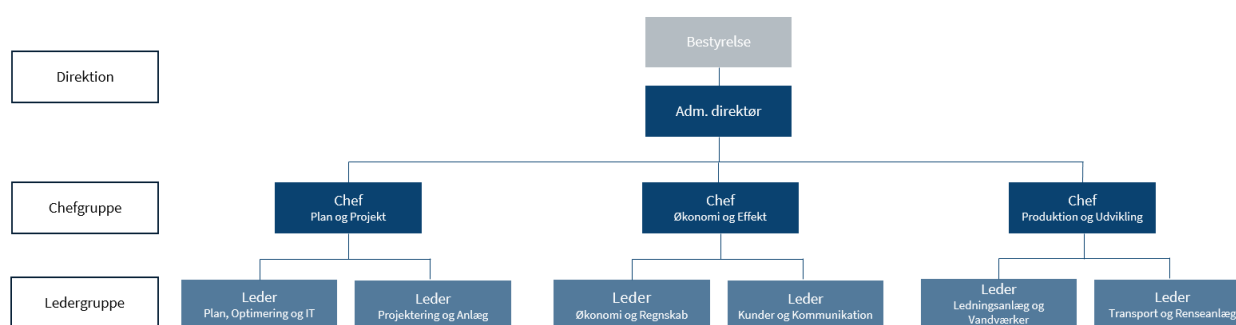 Bestyrelse
Direktion
Adm. direktør
Chefgruppe
Chef
Plan og Projekt
Chef
Økonomi og Effekt
Chef
Produktion og Udvikling
Ledergruppe
Leder
Plan, Optimering og IT
Leder
Projektering og Anlæg
Leder
Økonomi og Regnskab
Leder
Kunder og Kommunikation
Leder
Ledningsanlæg og
Vandværker
Leder
Transport og Renseanlæg